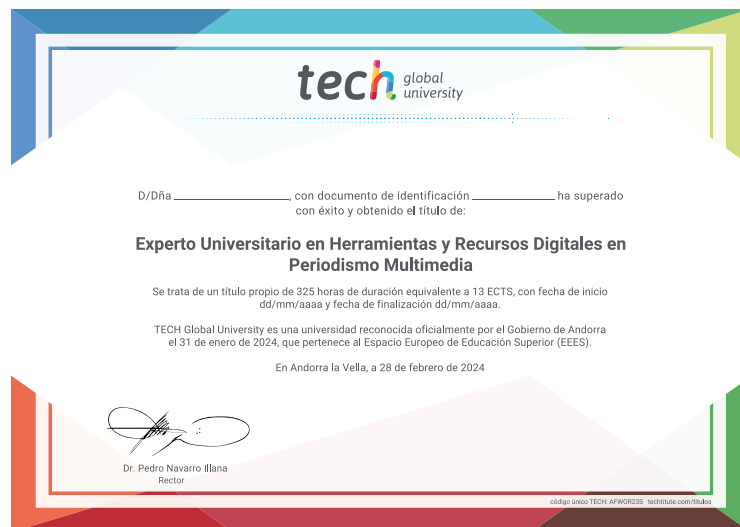 tech global university
D/Dña ______________, con documento de identificación ______________ ha superado
con éxito y obtenido el título de:
Experto Universitario en Herramientas y Recursos Digitales en
Periodismo Multimedia
Se trata de un título propio de 325 horas de duración equivalente a 13 ECTS, con fecha de inicio
dd/mm/aaaa y fecha de finalización dd/mm/aaaa.
TECH Global University es una universidad reconocida oficialmente por el Gobierno de Andorra
el 31 de enero de 2024, que pertenece al Espacio Europeo de Educación Superior (EEES).
En Andorra la Vella, a 28 de febrero de 2024
Dr. Pedro Navarro Illana
Rector
código único TECH: AFWOR23S techtitute.com/titulos